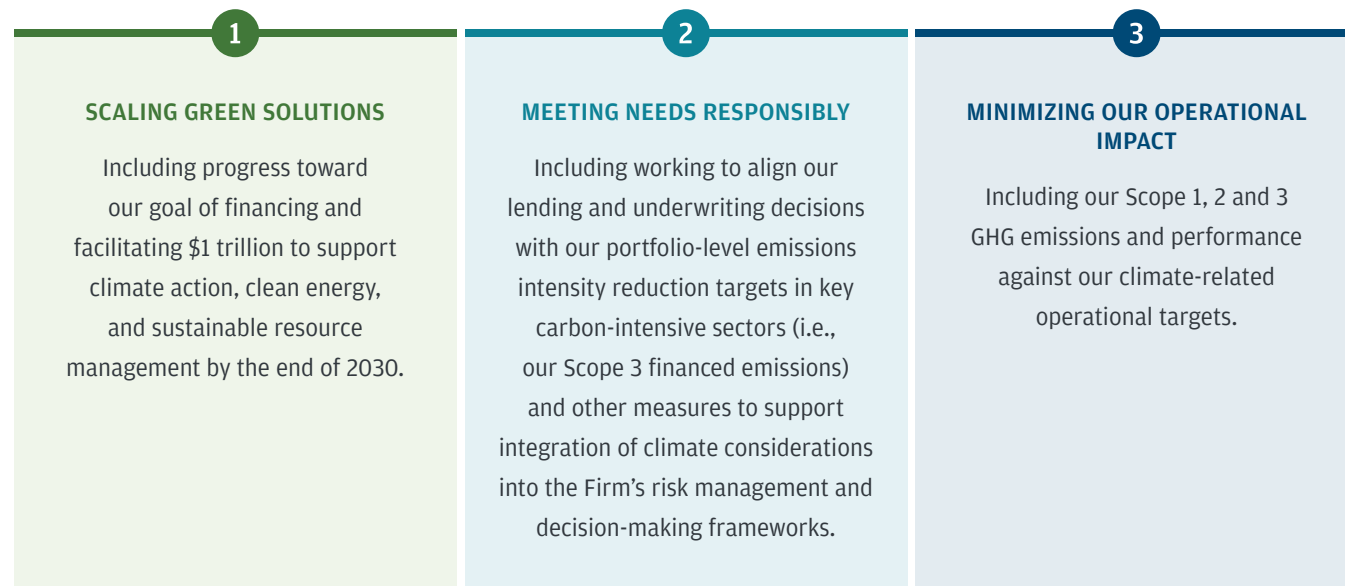 1
SCALING GREEN SOLUTIONS
Including progress toward
our goal of financing and
facilitating $1 trillion to support
climate action, clean energy,
and sustainable resource
management by the end of 2030.
2
MEETING NEEDS RESPONSIBLY
Including working to align our
lending and underwriting decisions
with our portfolio-level emissions
intensity reduction targets in key
carbon-intensive sectors (i.e.,
our Scope 3 financed emissions)
and other measures to support
integration of climate considerations
into the Firm’s risk management and
decision-making frameworks.
3
MINIMIZING OUR OPERATIONAL
IMPACT
Including our Scope 1, 2 and 3
GHG emissions and performance
against our climate-related
operational targets.